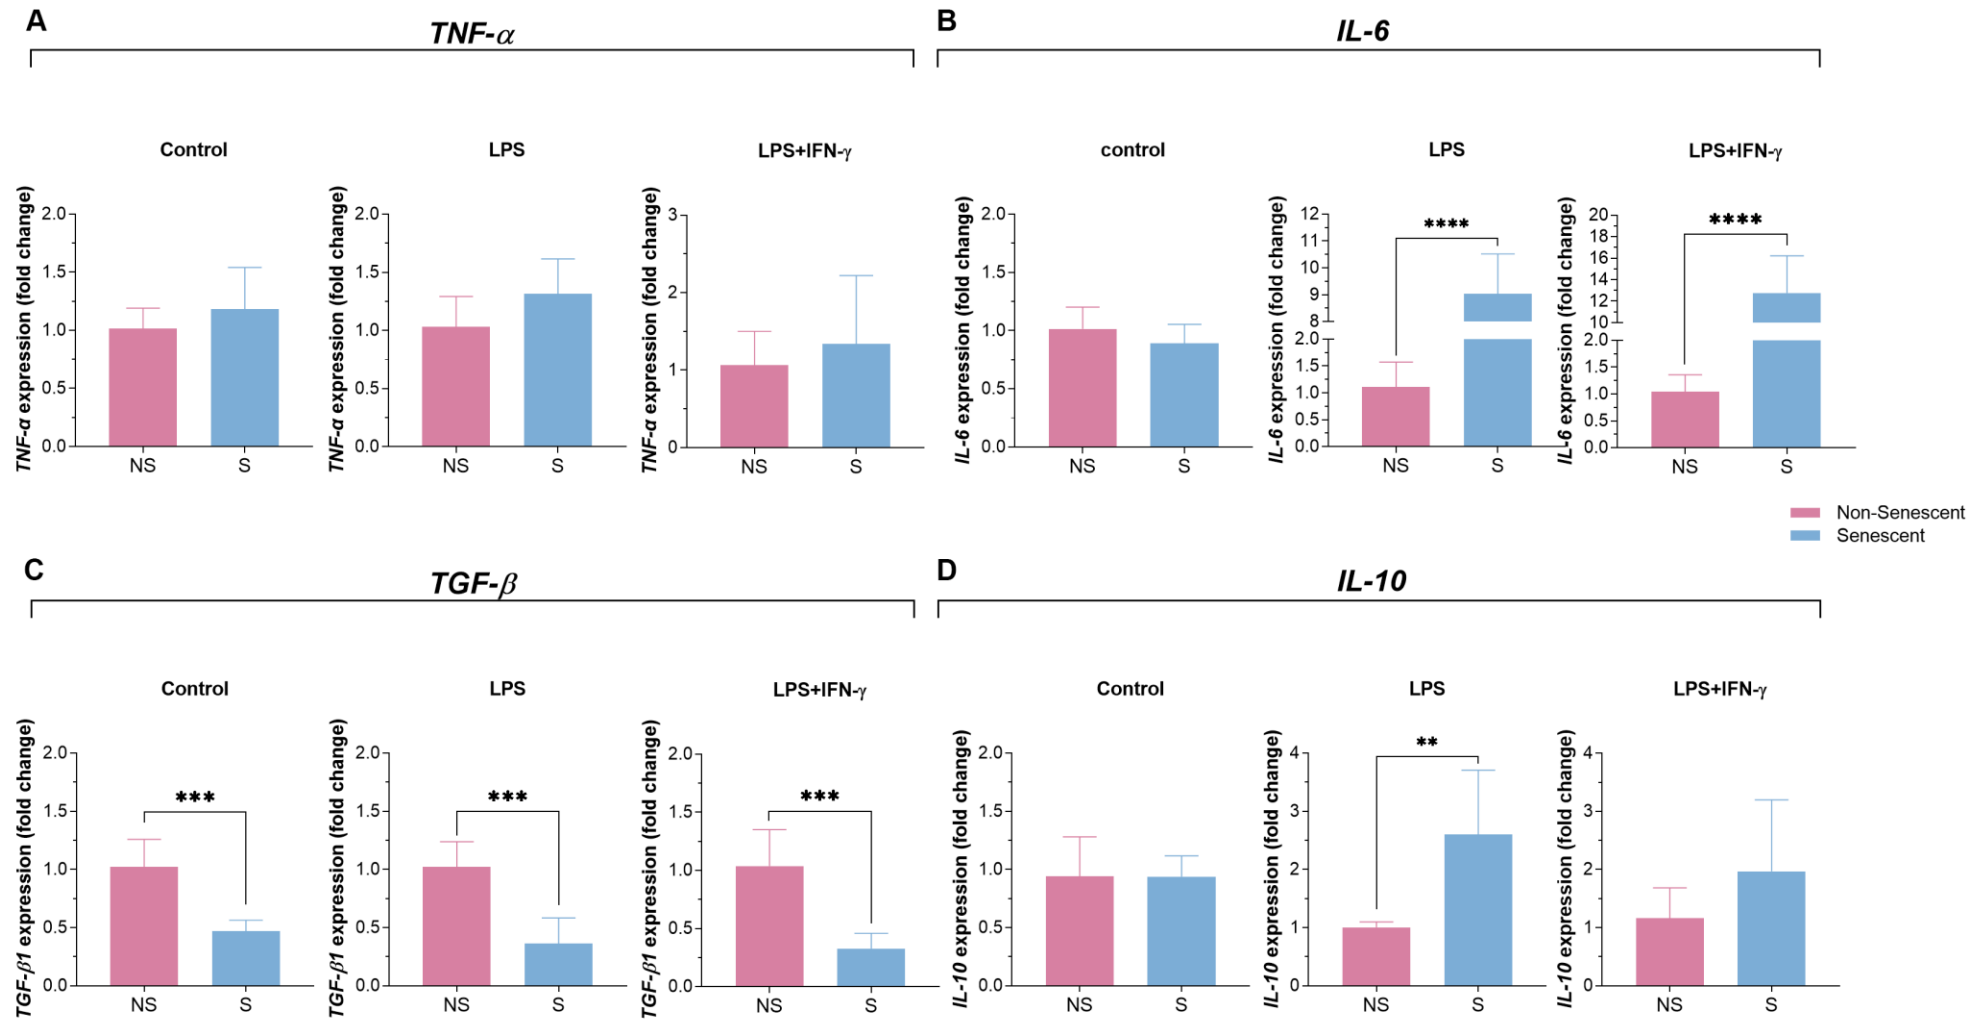 A
TNF-α
Control
TNF-α expression (fold change)
2.0
1.5
1.0
0.5
0.0
NS
S
LPS
TNF-α expression (fold change)
2.0
1.5
1.0
0.5
0.0
NS
S
LPS+IFN-γ
TNF-α expression (fold change)
3
2
1
0
NS
S
B
IL-6
control
IL-6 expression (fold change)
2.0
1.5
1.0
0.5
0.0
NS
S
LPS
IL-6 expression (fold change)
12
11
10
9
8
2.0
1.5
1.0
0.5
0.0
****
NS
S
LPS+IFN-γ
IL-6 expression (fold change)
20
18
16
14
12
10
2.0
1.5
1.0
0.5
0.0
****
NS
S
Non-Senescent
Senescent
C
TGF-β
Control
TGF-β1 expression (fold change)
2.0
1.5
1.0
0.5
0.0
***
NS
S
LPS
TGF-β1 expression (fold change)
2.0
1.5
1.0
0.5
0.0
***
NS
S
LPS+IFN-γ
TGF-β1 expression (fold change)
2.0
1.5
1.0
0.5
0.0
***
NS
S
D
IL-10
Control
IL-10 expression (fold change)
2.0
1.5
1.0
0.5
0.0
NS
S
LPS
IL-10 expression (fold change)
4
3
2
1
0
**
NS
S
LPS+IFN-γ
IL-10 expression (fold change)
4
3
2
1
0
NS
S